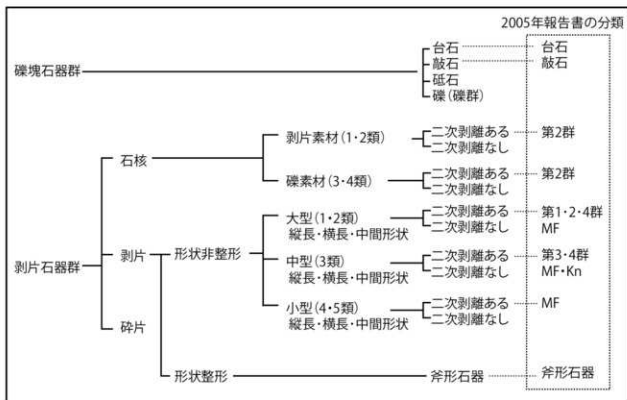 2005年報告書の分類
礫塊石器群
台石 台石
敲石 敲石
砥石
礫(礫群)
剥片石器群
石核
剥片素材(1・2類)
二次剥離ある 第2群
二次剥離なし
礫素材(3・4類)
二次剥離ある 第2群
二次剥離なし
剥片
形状非整形
大型(1・2類)
縦長・横長・中間形状
二次剥離ある 第1・2・4群
二次剥離なし MF
中型(3類)
縦長・横長・中間形状
二次剥離ある 第3・4群
二次剥離なし MF・Kn
小型(4・5類)
縦長・横長・中間形状
二次剥離ある MF
二次剥離なし
砕片
形状整形
斧形石器 斧形石器